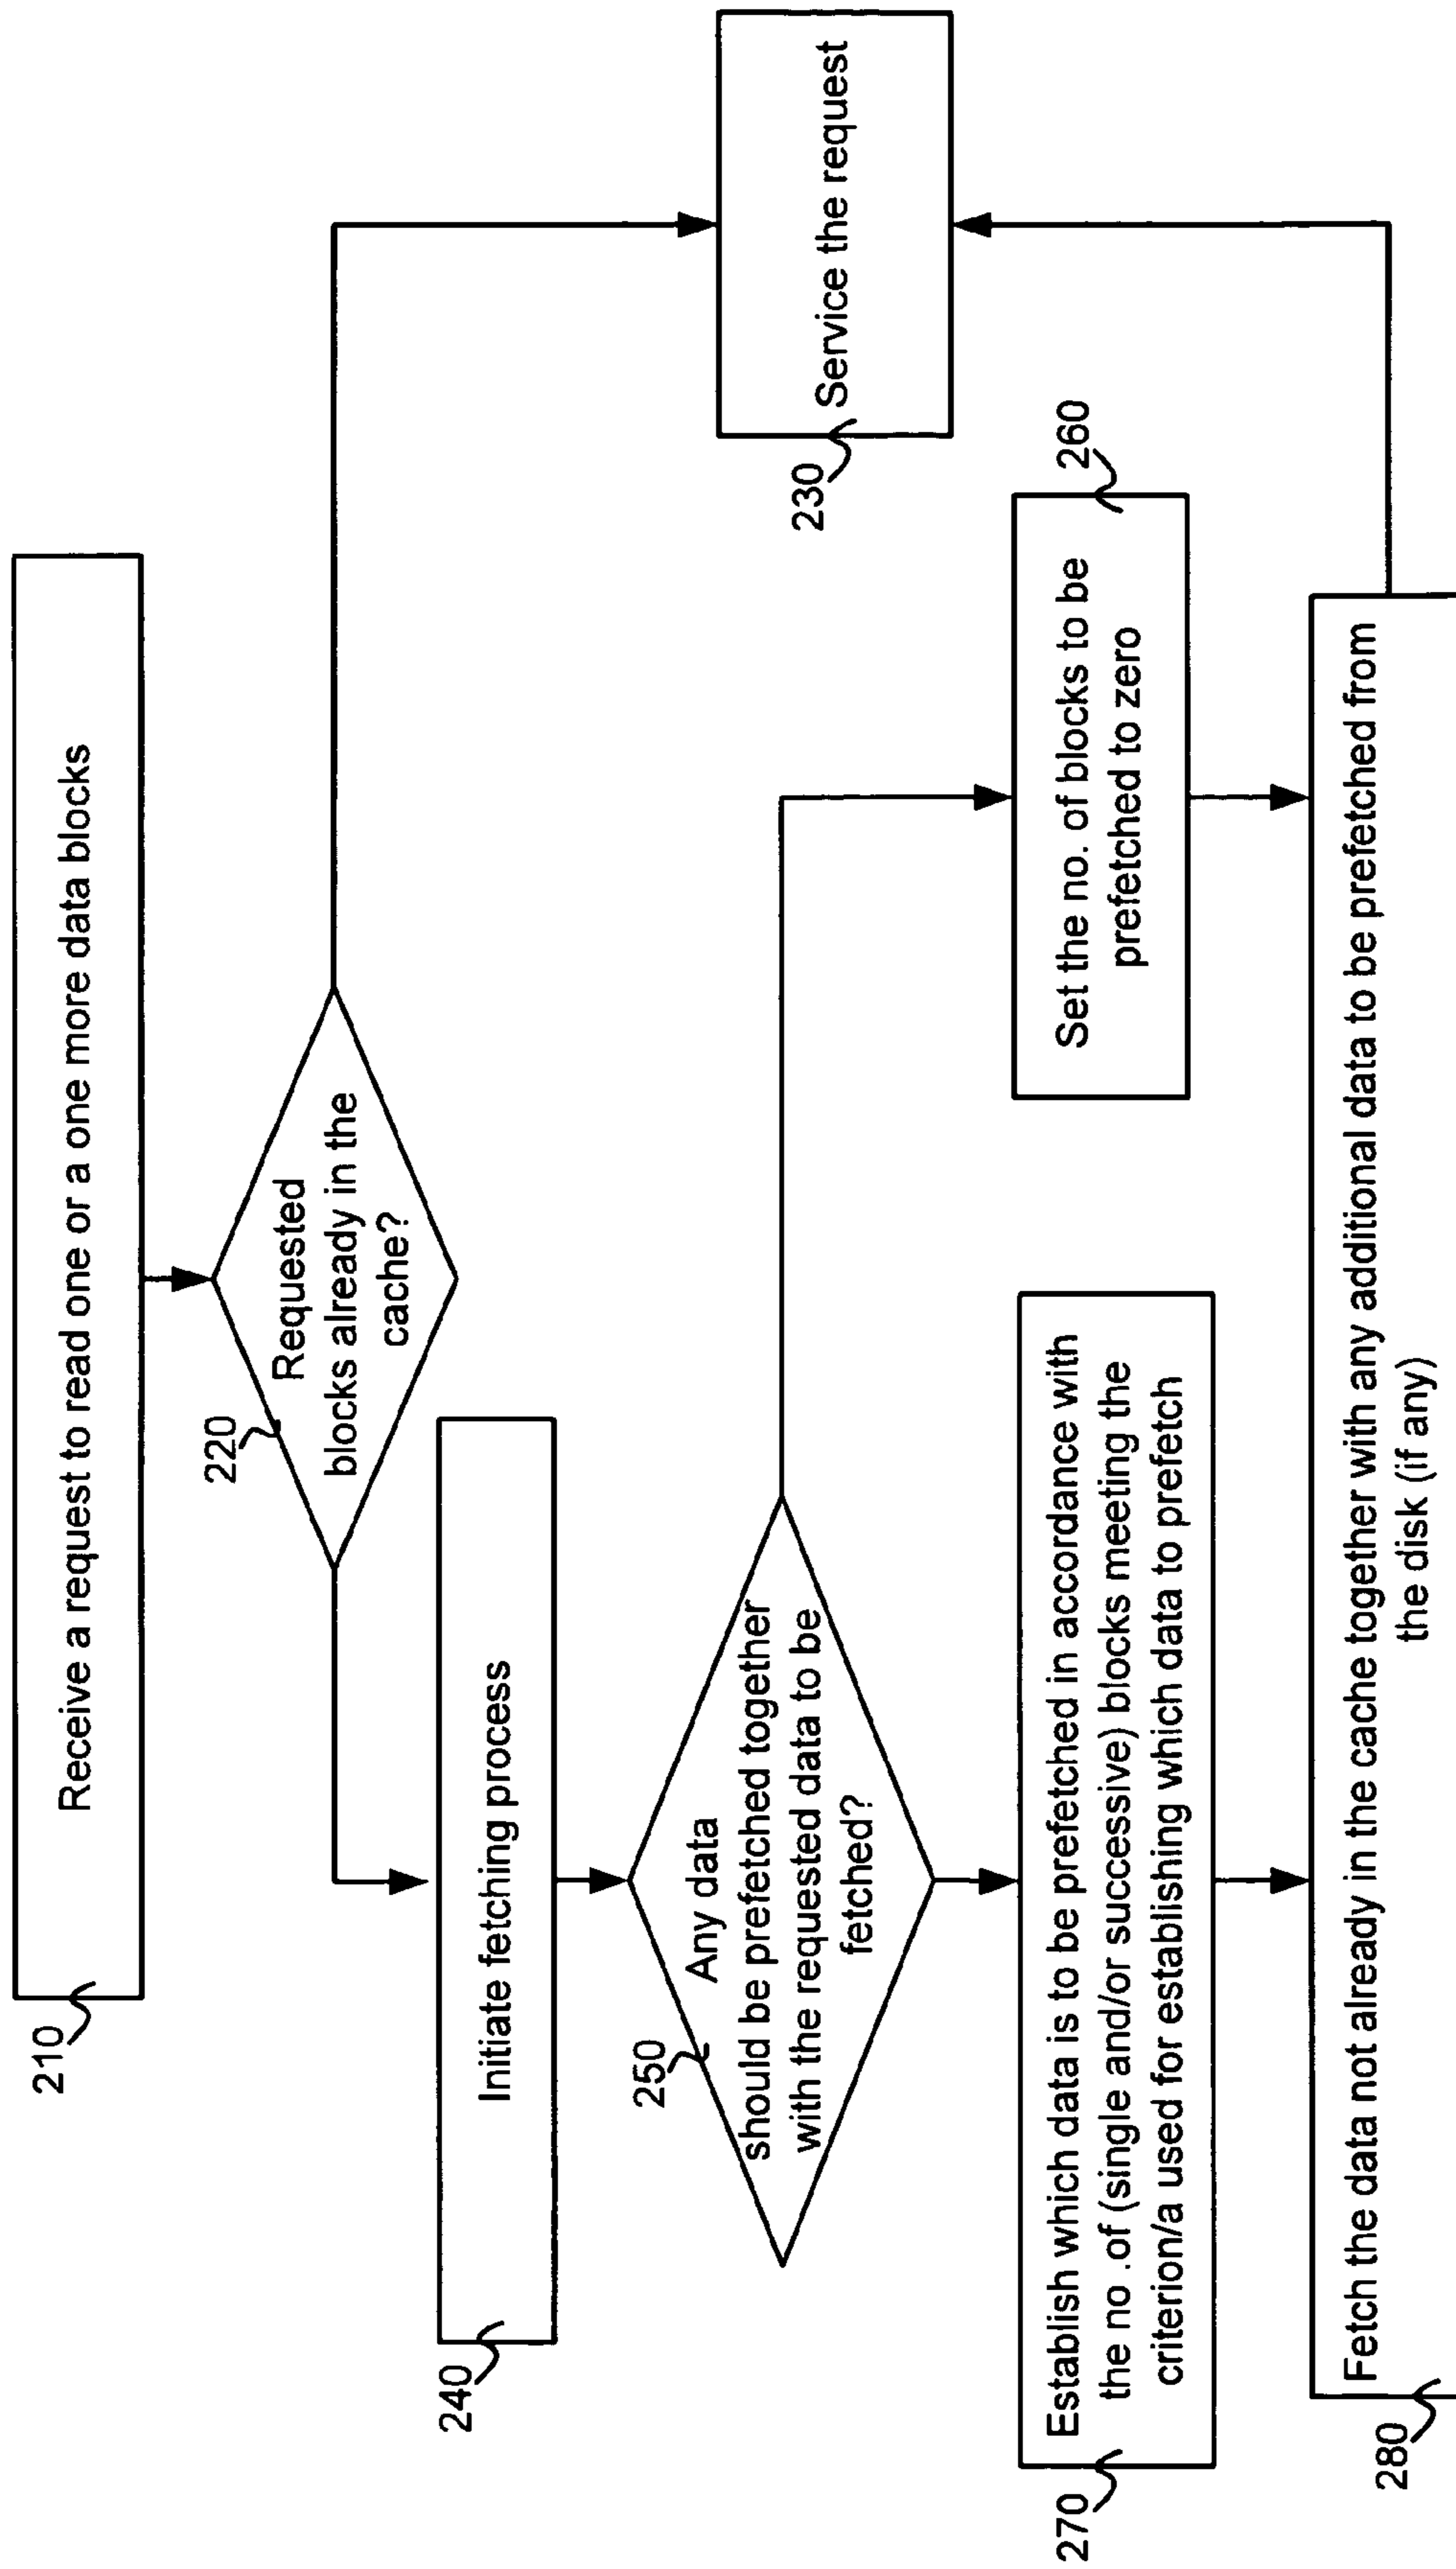 210
Receive a request to read one or a one more data blocks
220
Requested
blocks already in the
cache?
230
Service the request
240
Initiate fetching process
250
Any data
should be prefetched together
with the requested data to be
fetched?
260
Set the no. of blocks to be
prefetched to zero
270
Establish which data is to be prefetched in accordance with
the no .of (single and/or successive) blocks meeting the
criterion/a used for establishing which data to prefetch
280
Fetch the data not already in the cache together with any additional data to be prefetched from
the disk (if any)